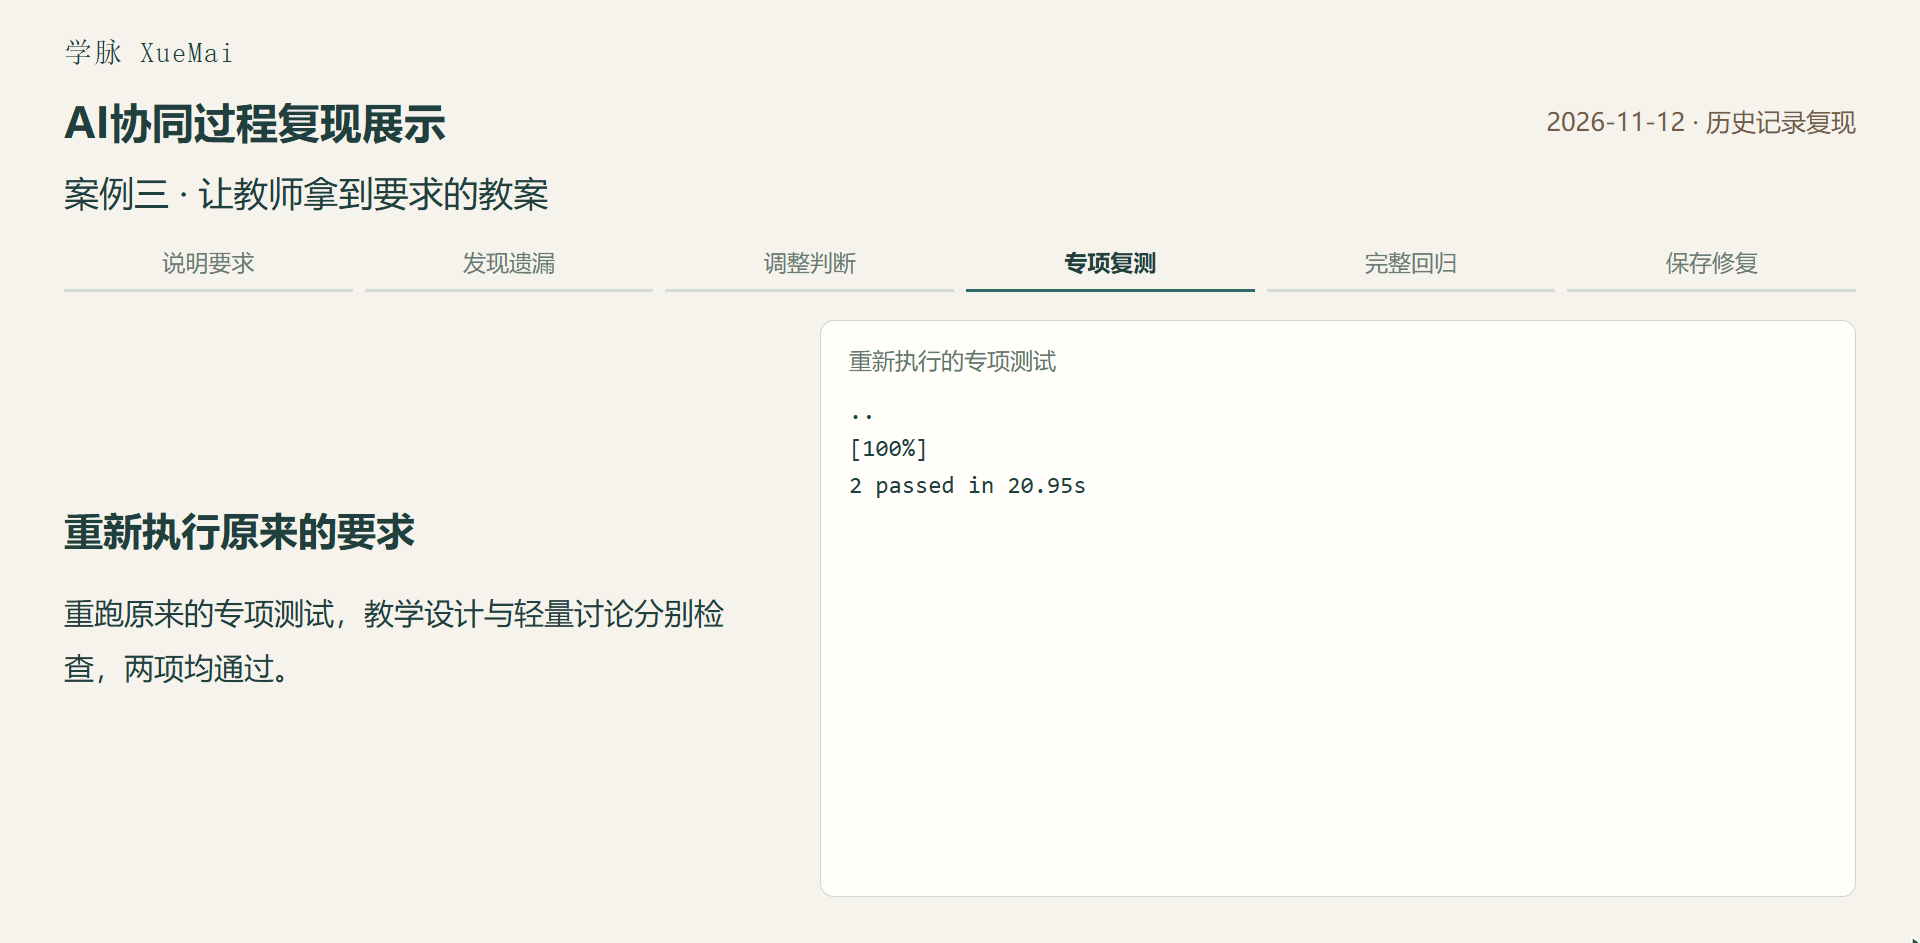 学脉 XueMai
AI协同过程复现展示
2026-11-12 · 历史记录复现
案例三 · 让教师拿到要求的教案
说明要求
发现遗漏
调整判断
专项复测
完整回归
保存修复
重新执行的专项测试
..
[100%]
2 passed in 20.95s
重新执行原来的要求
重跑原来的专项测试，教学设计与轻量讨论分别检
查，两项均通过。